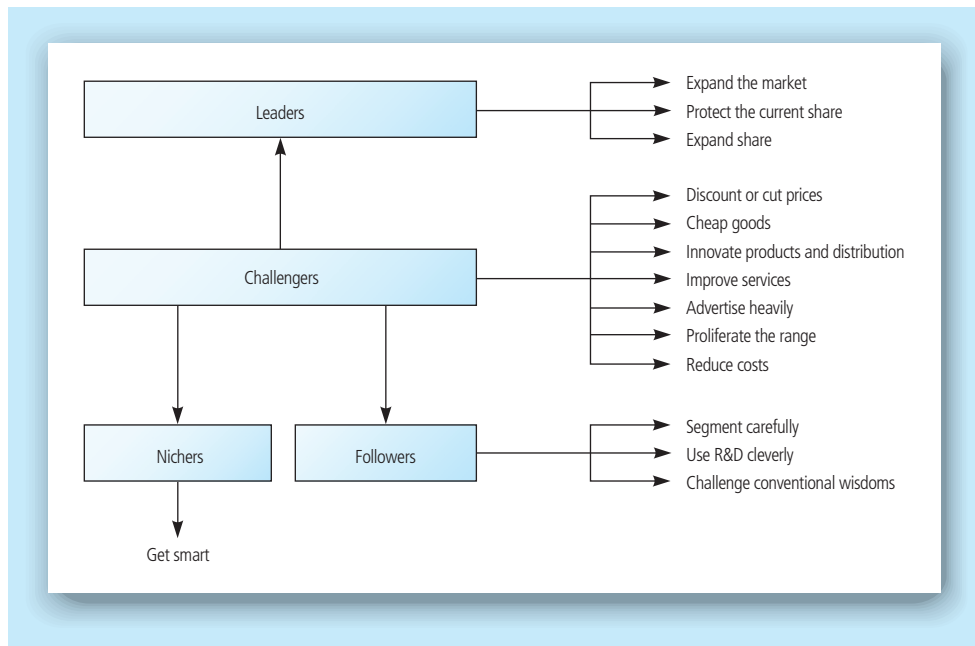 Leaders
Expand the market
Protect the current share
Expand share
Challengers
Discount or cut prices
Cheap goods
Innovate products and distribution
Improve services
Advertise heavily
Proliferate the range
Reduce costs
Nichers
Followers
Segment carefully
Use R&D cleverly
Challenge conventional wisdoms
Get smart